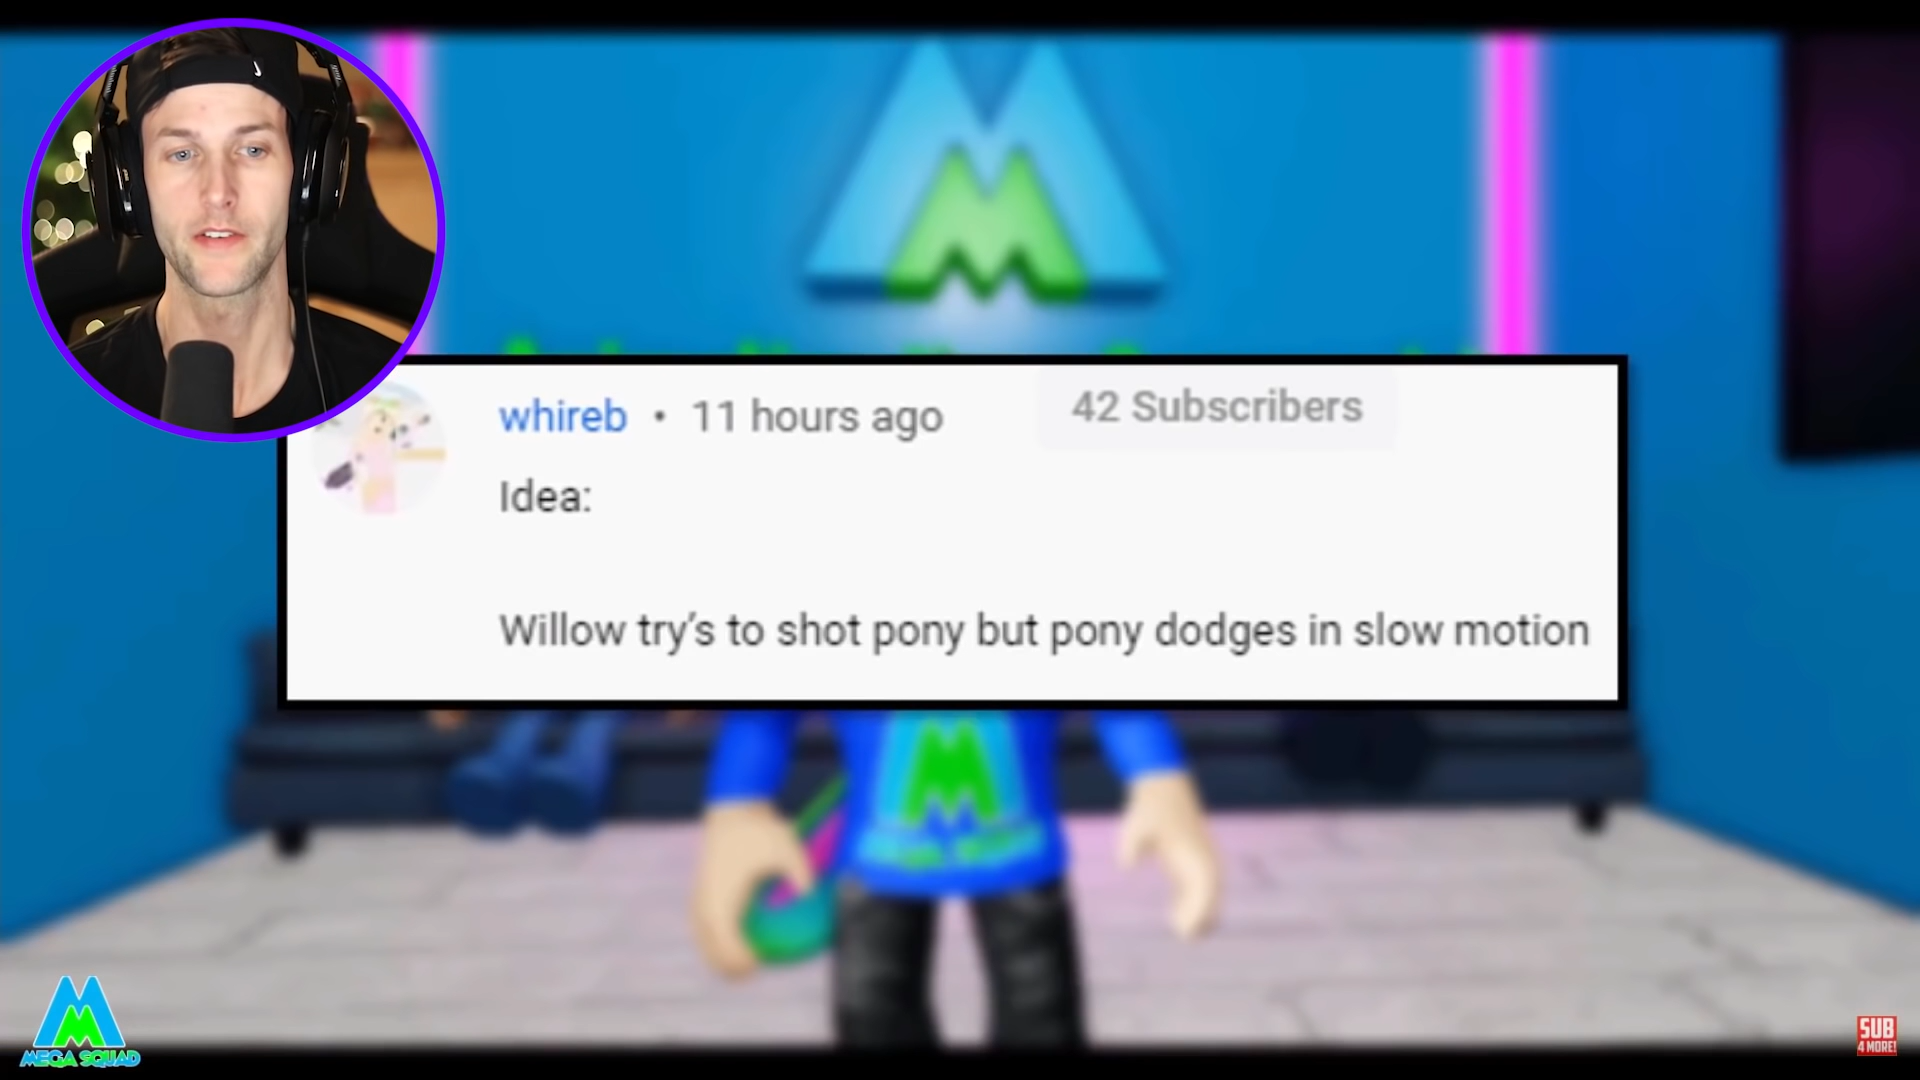 whireb • 11 hours ago
42 Subscribers
Idea:
Willow try's to shot pony but pony dodges in slow motion
MEGA SQUAD
SUB
4 MORE!